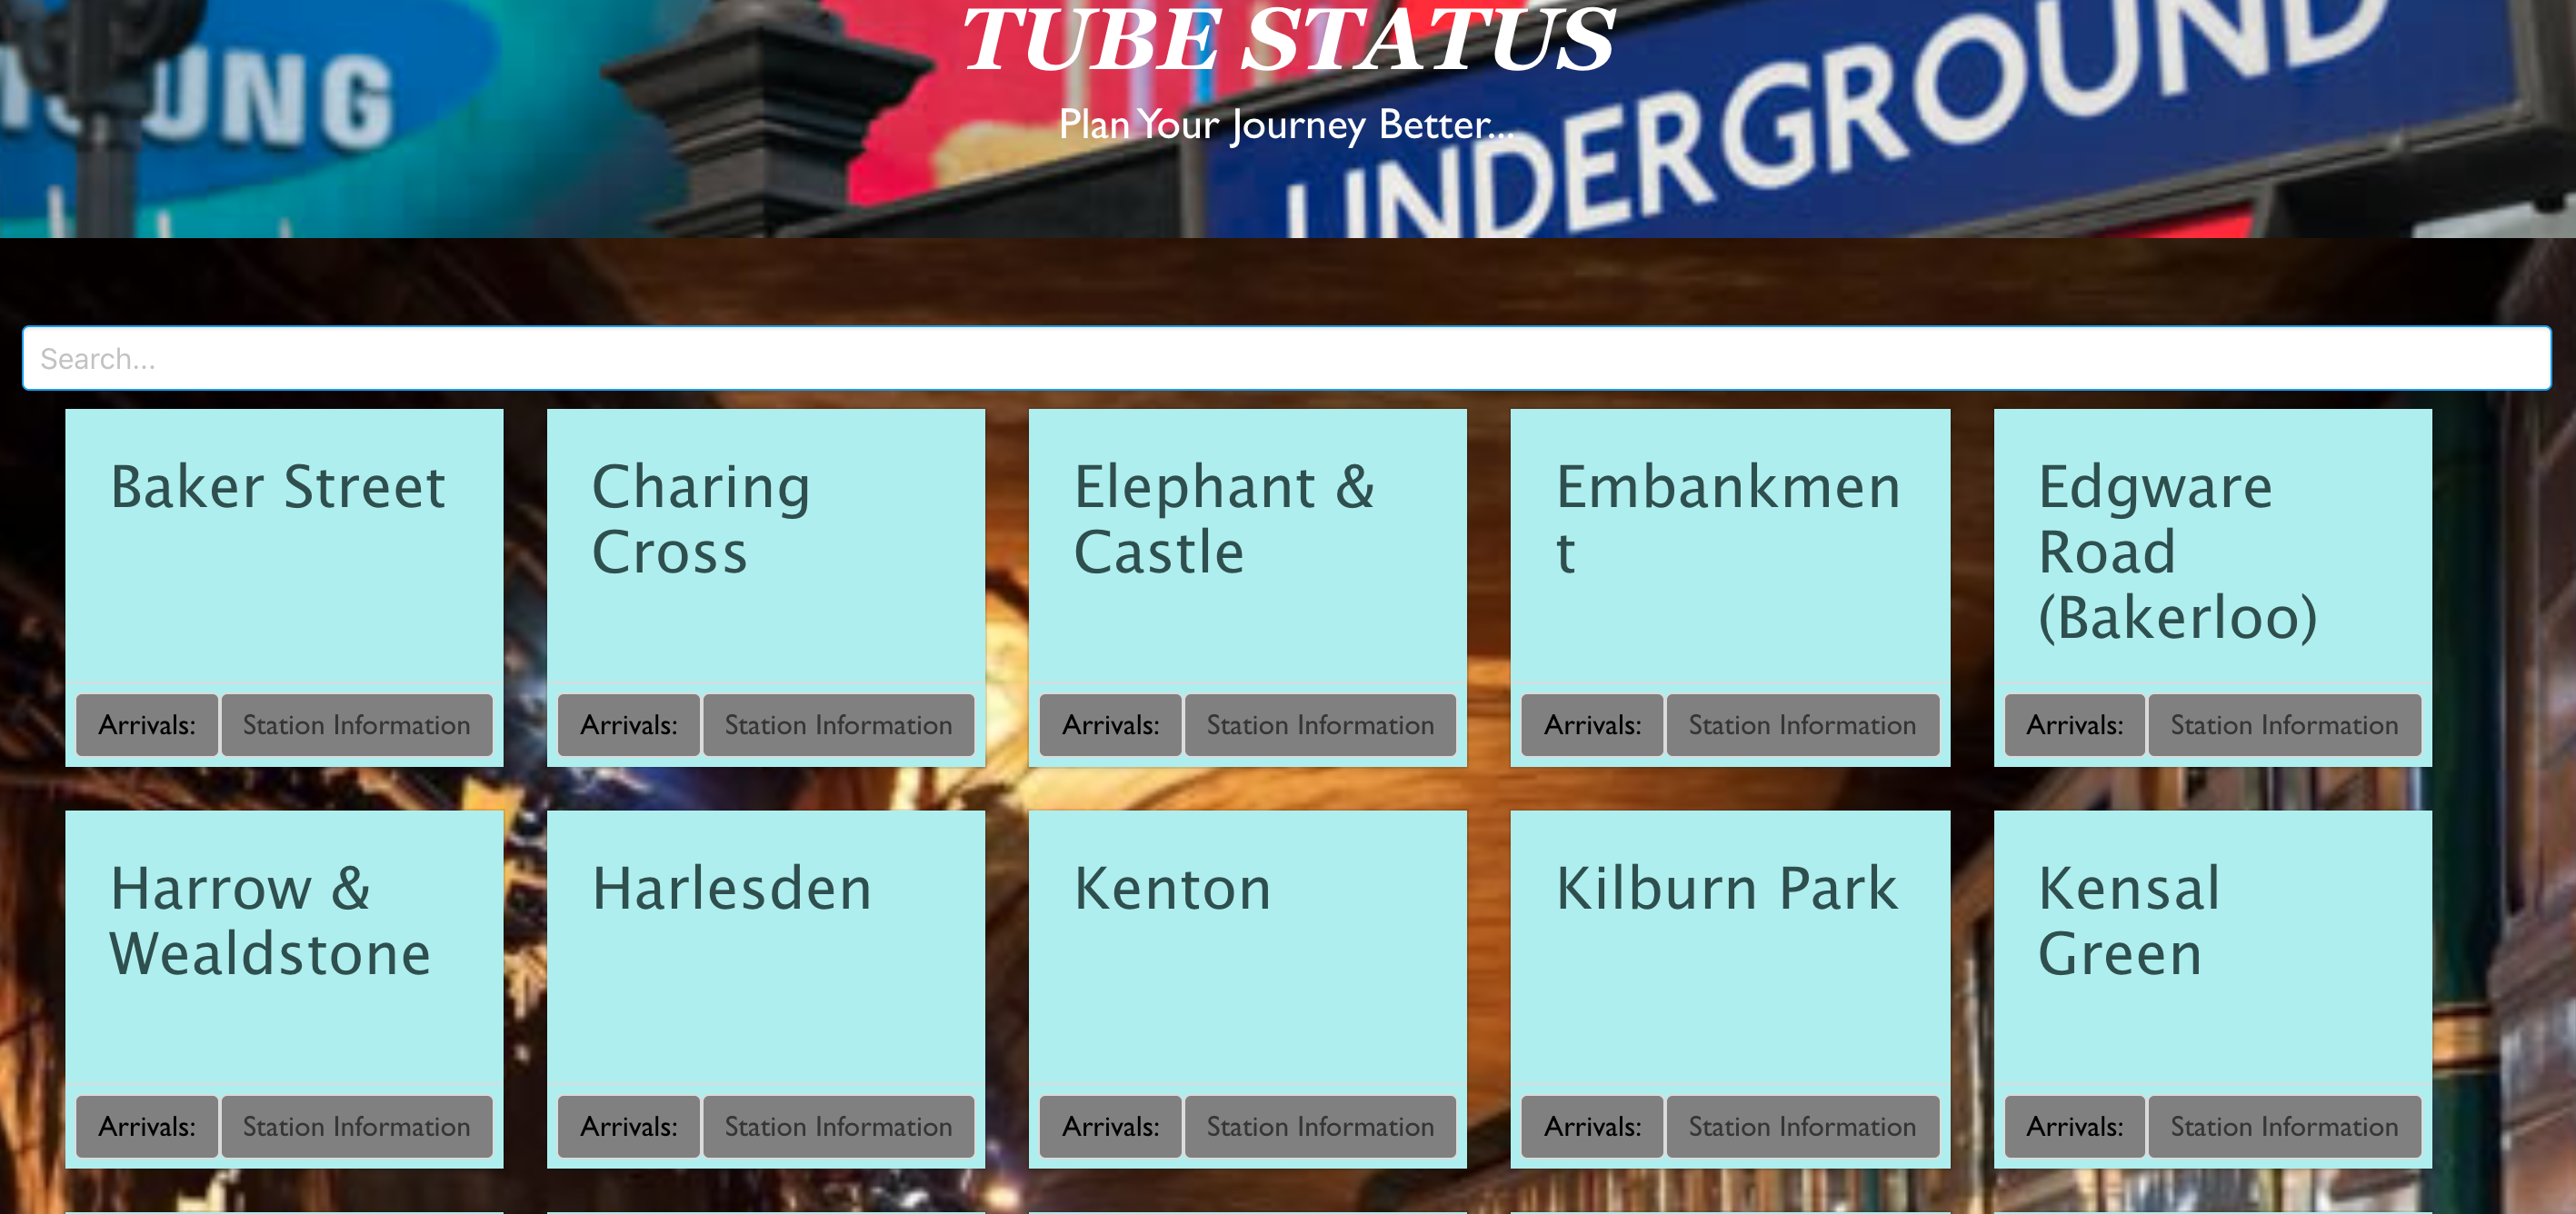 TUBE STATUS
Plan Your Journey Better...
UNG
UNDERGROUND
Search...
Baker Street
Charing
Cross
Elephant &
Castle
Embankmen
t
Edgware
Road
(Bakerloo)
Arrivals: Station Information
Arrivals: Station Information
Arrivals: Station Information
Arrivals: Station Information
Arrivals: Station Information
Harrow &
Wealdstone
Harlesden
Kenton
Kilburn Park
Kensal
Green
Arrivals: Station Information
Arrivals: Station Information
Arrivals: Station Information
Arrivals: Station Information
Arrivals: Station Information